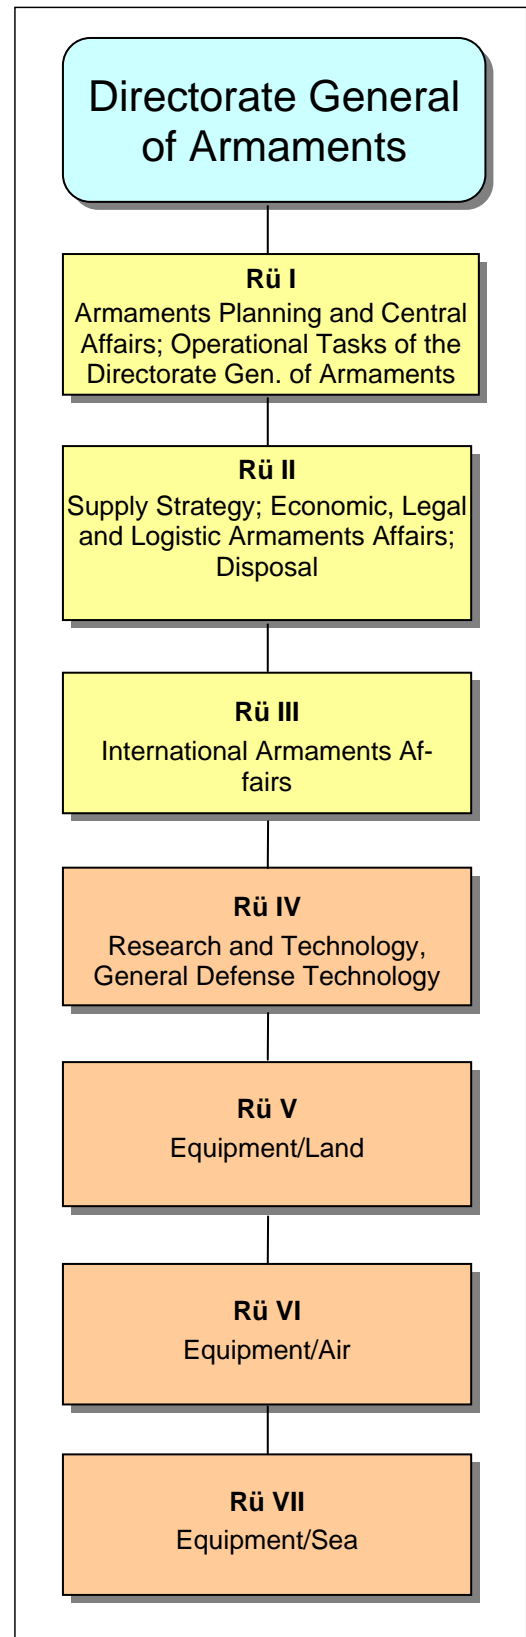 Directorate General
of Armaments
Rü I
Armaments Planning and Central
Affairs; Operational Tasks of the
Directorate Gen. of Armaments
Rü II
Supply Strategy; Economic, Legal
and Logistic Armaments Affairs;
Disposal
Rü III
International Armaments Af-
fairs
Rü IV
Research and Technology,
General Defense Technology
Rü V
Equipment/Land
Rü VI
Equipment/Air
Rü VII
Equipment/Sea